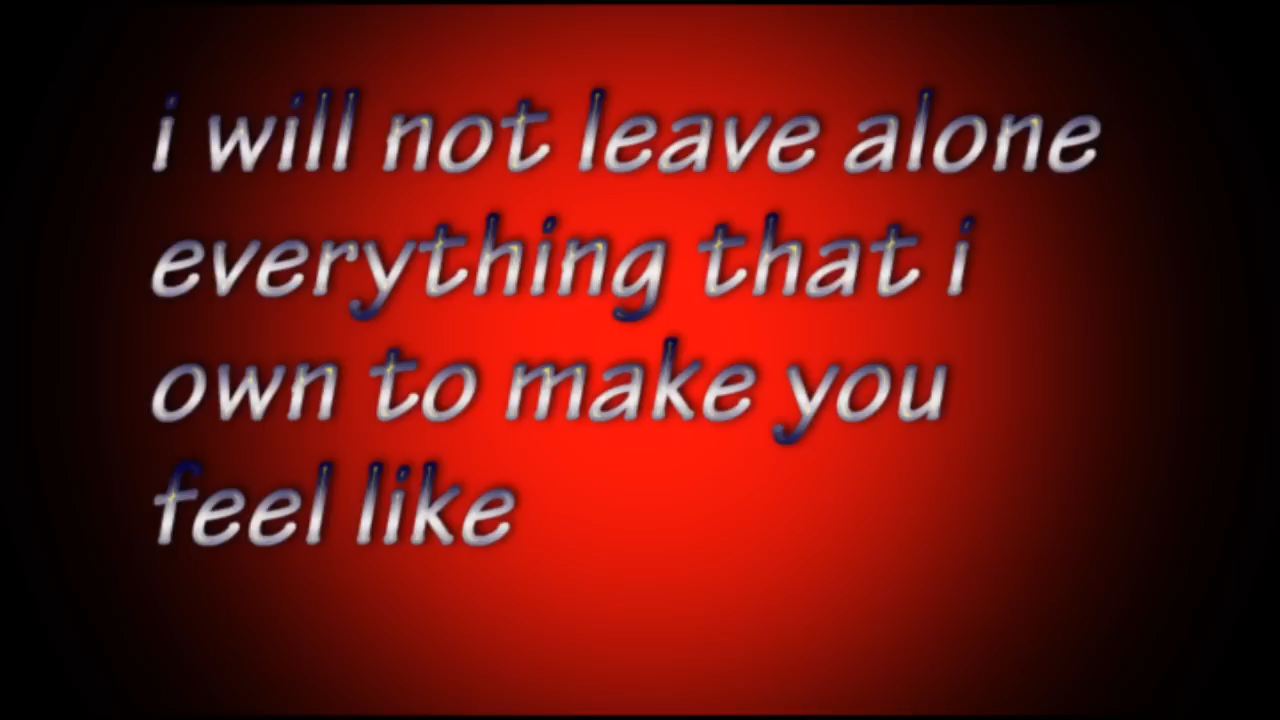 i will not leave alone
everything that i
own to make you
feel like